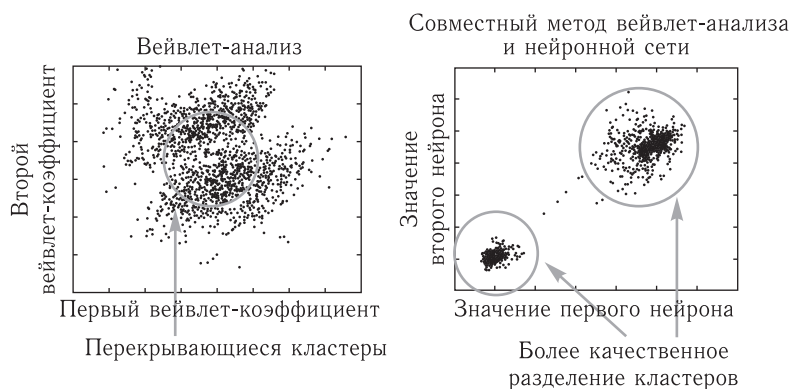 Вейвлет-анализ
Второй
вейвлет-коэффициент
Первый вейвлет-коэффициент
Перекрывающиеся кластеры
Совместный метод вейвлет-анализа
и нейронной сети
Значение
второго нейрона
Значение первого нейрона
Более качественное
разделение кластеров